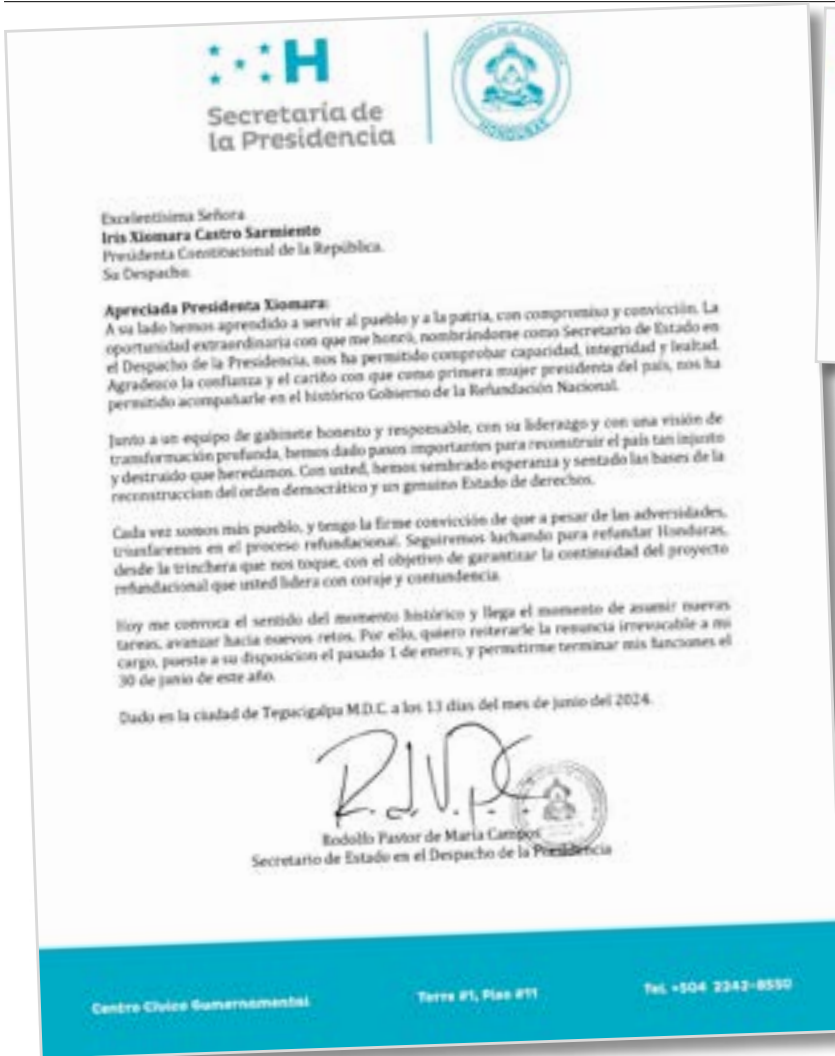 H
Secretaría de
la Presidencia
HONDURAS
Excelentísima Señora
Iris Xiomara Castro Sarmiento
Presidenta Constitucional de la República.
Su Despacho.
Apreciada Presidenta Xiomara:
A su lado hemos aprendido a servir al pueblo y a la patria, con compromiso y convicción. La
oportunidad extraordinaria con que me honró, nombrándome como Secretario de Estado en
el Despacho de la Presidencia, nos ha permitido comprobar capacidad, integridad y lealtad.
Agradezco la confianza y el cariño con que como primera mujer presidenta del país, nos ha
permitido acompañarle en el histórico Gobierno de la Refundación Nacional.
Junto a un equipo de gabinete honesto y responsable, con su liderazgo y con una visión de
transformación profunda, hemos dado pasos importantes para reconstruir el país tan injusto
y destruido que heredamos. Con usted, hemos sembrado esperanza y sentado las bases de la
reconstruccion del orden democrático y un genuino Estado de derechos.
Cada vez somos más pueblo, y tengo la firme convicción de que a pesar de las adversidades,
triunfaremos en el proceso refundacional. Seguiremos luchando para refundar Honduras,
desde la trinchera que nos toque, con el objetivo de garantizar la continuidad del proyecto
refundacional que usted lidera con coraje y contundencia.
Hoy me convoca el sentido del momento histórico y llega el momento de asumir nuevas
tareas, avanzar hacia nuevos retos. Por ello, quiero reiterarle la renuncia irrevocable a mi
cargo, puesto a su disposicion el pasado 1 de enero, y permitirme terminar mis funciones el
30 de junio de este año.
Dado en la ciudad de Tegucigalpa M.D.C. a los 13 días del mes de junio del 2024.
Rodolfo Pastor de María Campos
Secretario de Estado en el Despacho de la Presidencia
Centro Cívico Gumernamental
Torre #1, Piso #11
Tel. +504 2242-8550